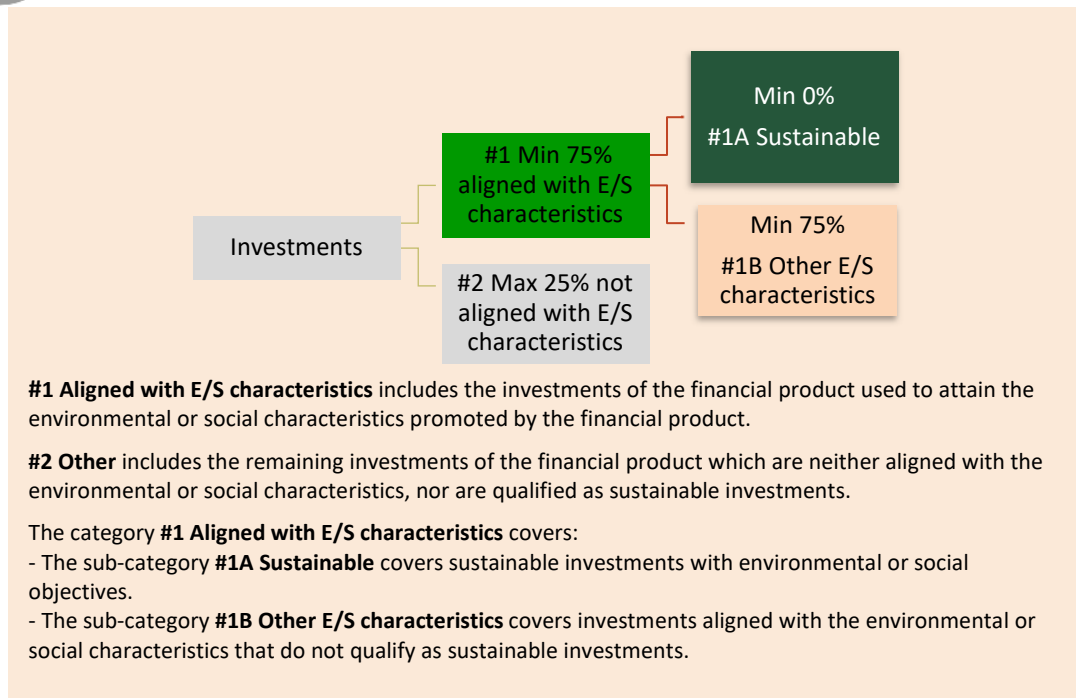 Min 0%
#1A Sustainable
#1 Min 75%
aligned with E/S
characteristics
Min 75%
#1B Other E/S
characteristics
Investments
#2 Max 25% not
aligned with E/S
characteristics
#1 Aligned with E/S characteristics includes the investments of the financial product used to attain the
environmental or social characteristics promoted by the financial product.
#2 Other includes the remaining investments of the financial product which are neither aligned with the
environmental or social characteristics, nor are qualified as sustainable investments.
The category #1 Aligned with E/S characteristics covers:
- The sub-category #1A Sustainable covers sustainable investments with environmental or social
objectives.
- The sub-category #1B Other E/S characteristics covers investments aligned with the environmental or
social characteristics that do not qualify as sustainable investments.